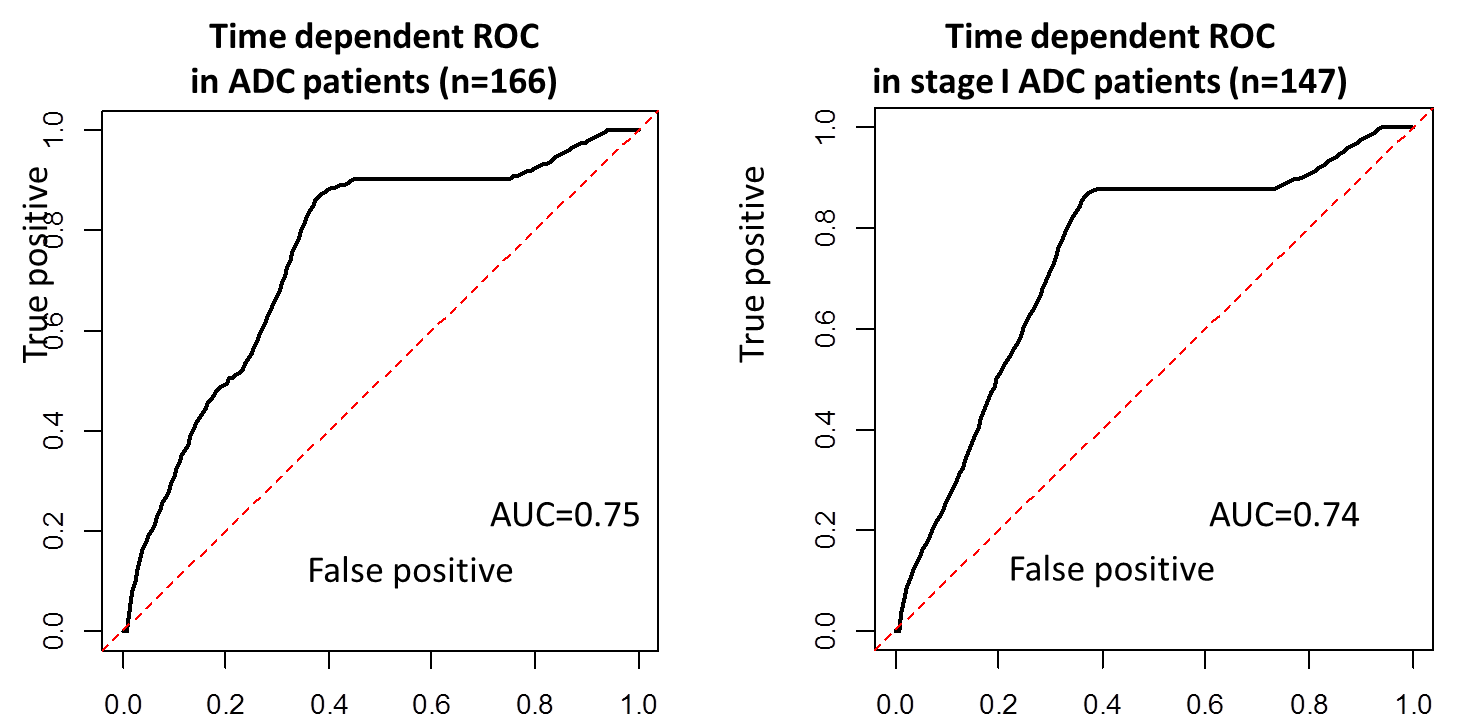 Time dependent ROC
in ADC patients (n=166)
True positive
1.0
0.8
0.6
0.4
0.2
0.0
AUC=0.75
False positive
0.0 0.2 0.4 0.6 0.8 1.0
Time dependent ROC
in stage I ADC patients (n=147)
True positive
1.0
0.8
0.6
0.4
0.2
0.0
AUC=0.74
False positive
0.0 0.2 0.4 0.6 0.8 1.0